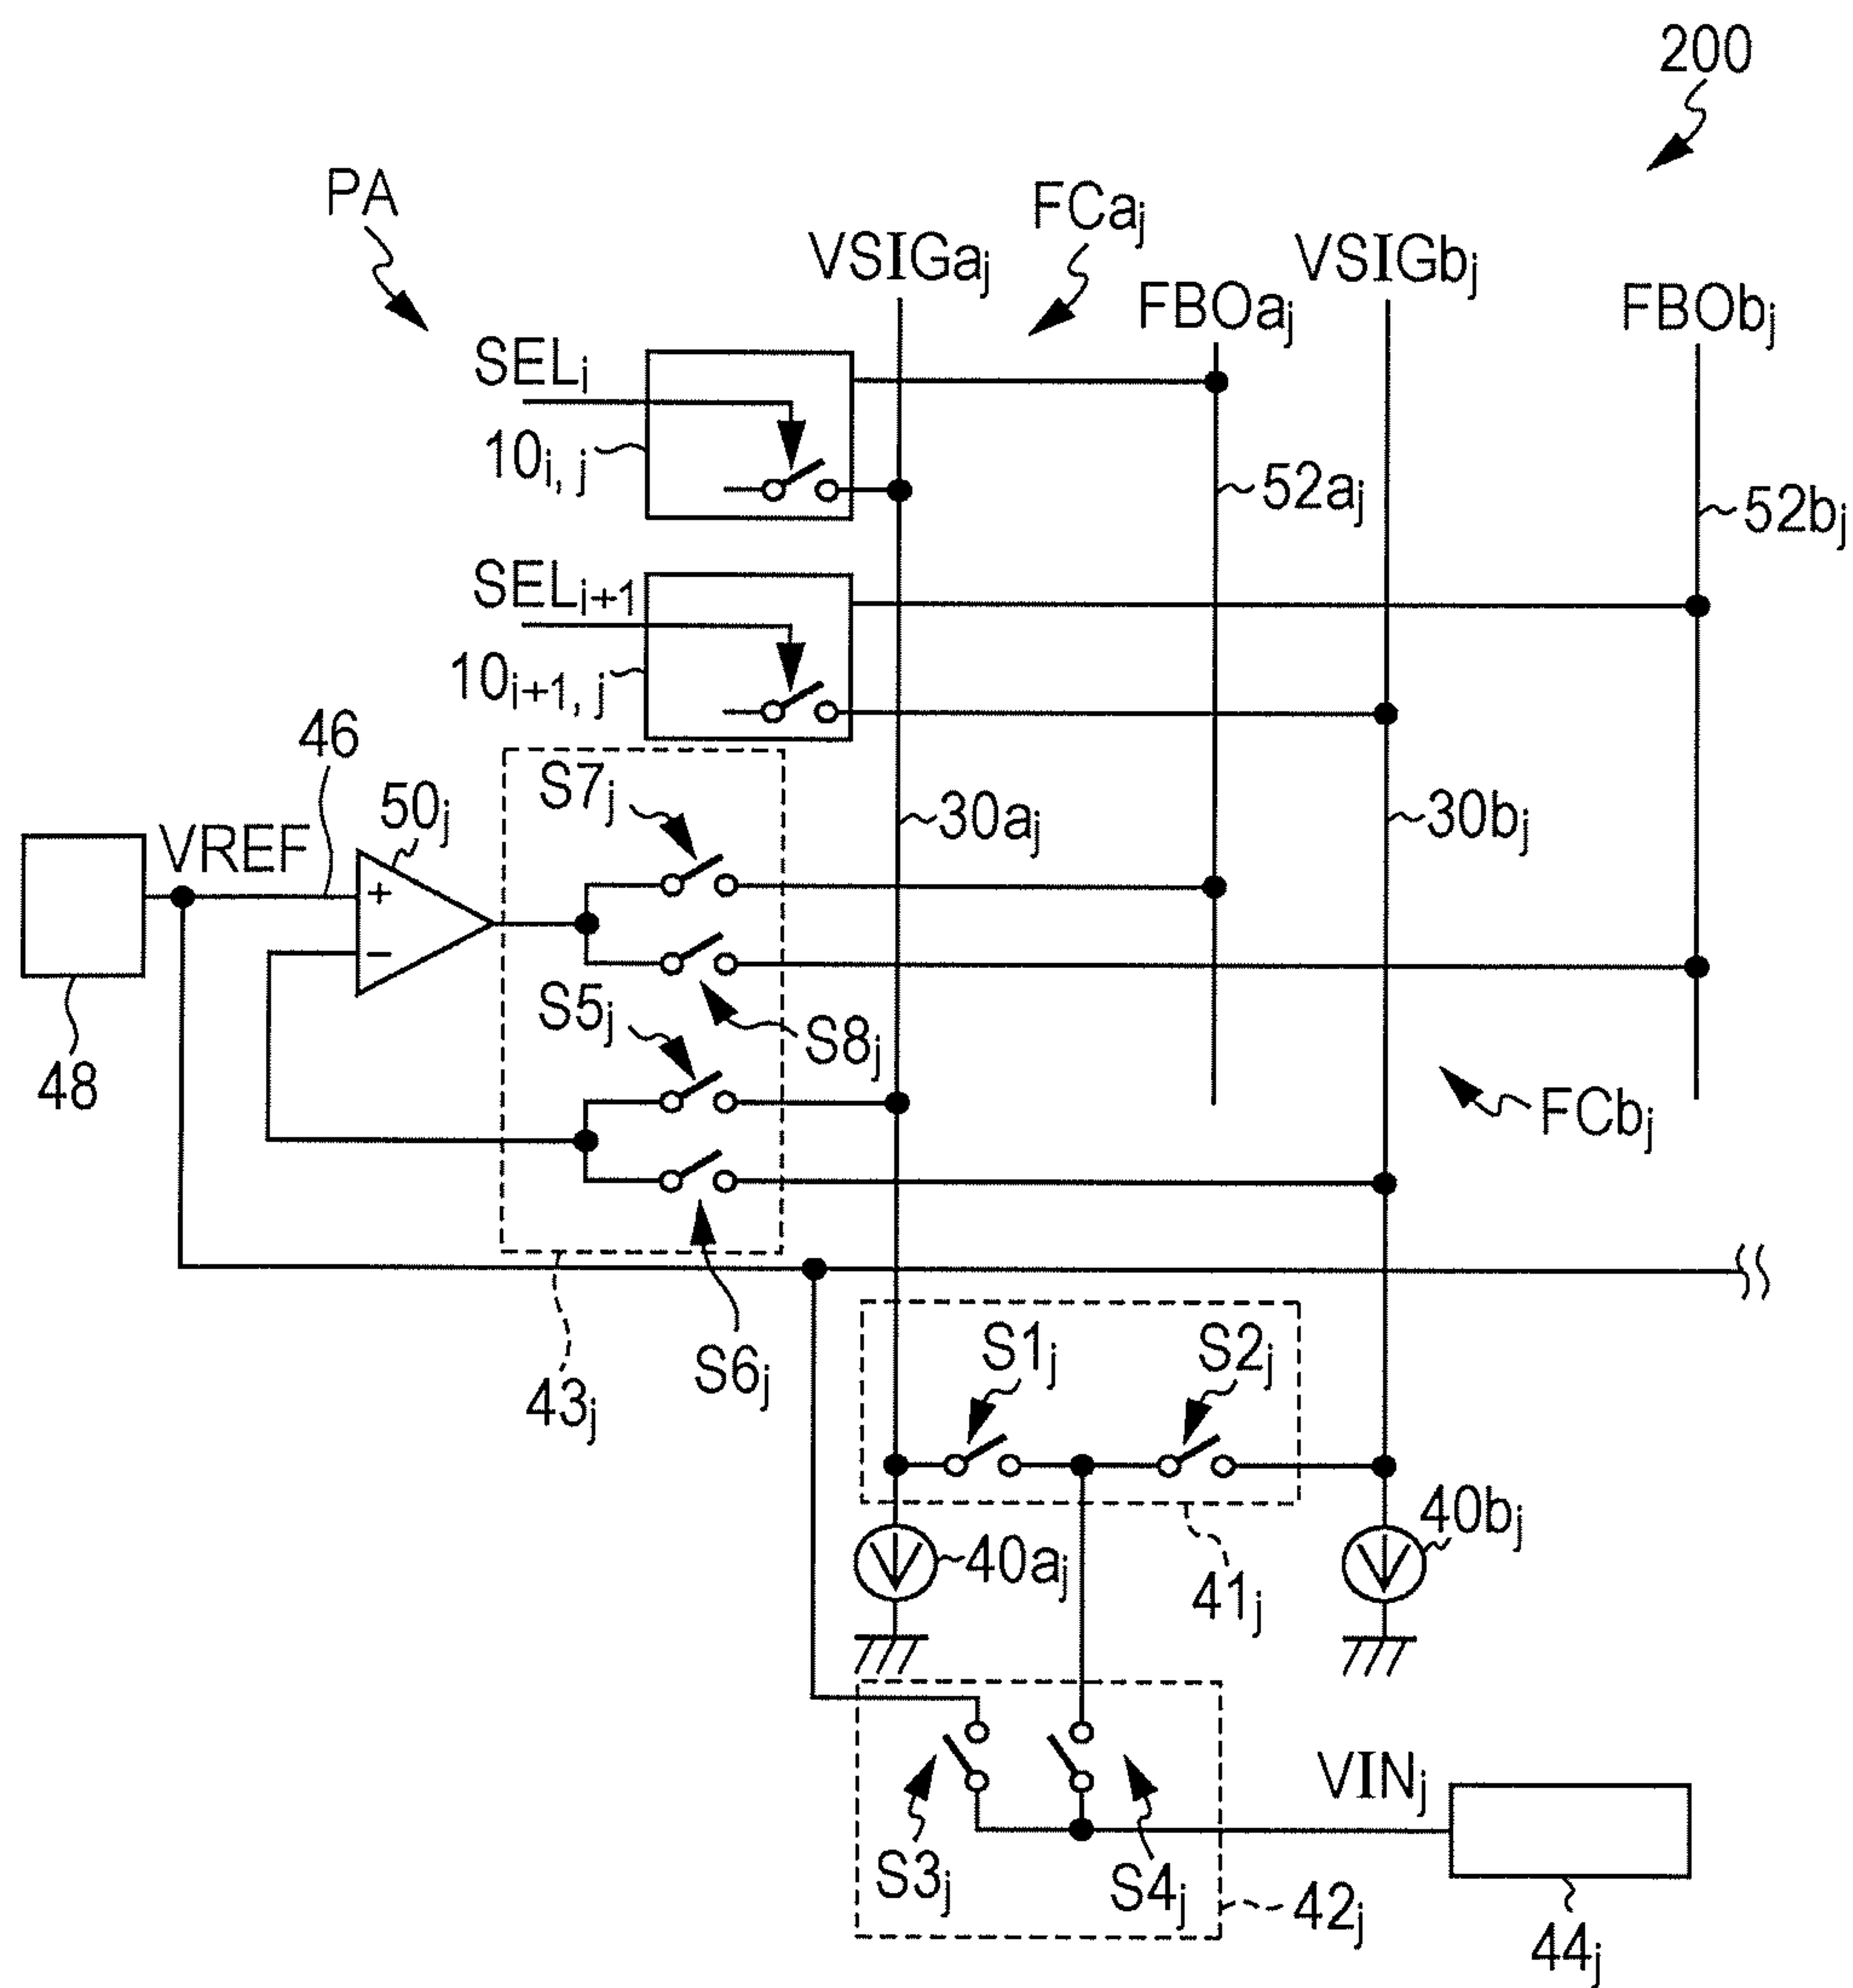 200
PA
FCaj
VSIGaj
VSIGbj
FBOaj
FBObj
SELi
10i, j
52aj
52bj
SELi+1
10i+1, j
46
S7j
50j
30aj
30bj
VREF
+
−
S5j
S8j
48
FCbj
S6j
43j
S1j
S2j
40aj
40bj
41j
VINj
S3j
S4j
42j
44j